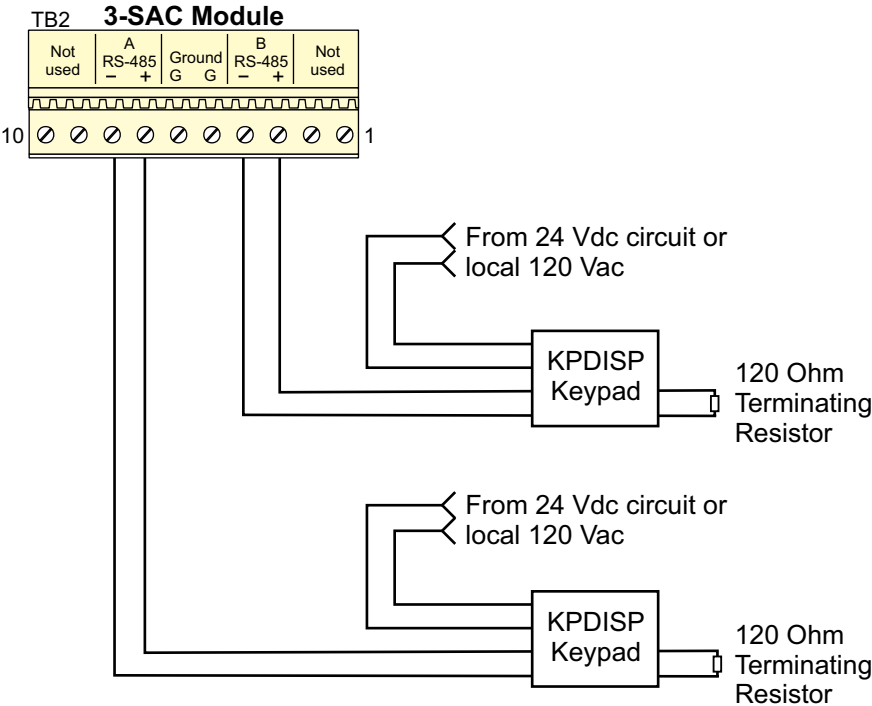 TB2 3-SAC Module
Not used
A RS-485 − +
Ground G G
B RS-485 − +
Not used
10
1
From 24 Vdc circuit or
local 120 Vac
KPDISP
Keypad
120 Ohm
Terminating
Resistor
From 24 Vdc circuit or
local 120 Vac
KPDISP
Keypad
120 Ohm
Terminating
Resistor